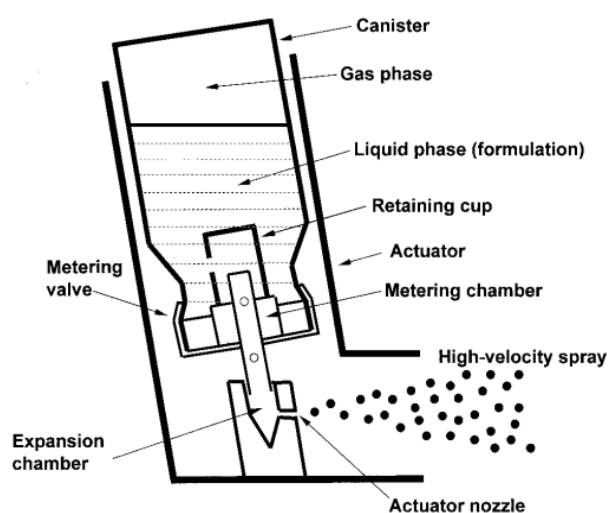 Canister
Gas phase
Liquid phase (formulation)
Retaining cup
Actuator
Metering
valve
Metering chamber
High-velocity spray
Expansion
chamber
Actuator nozzle